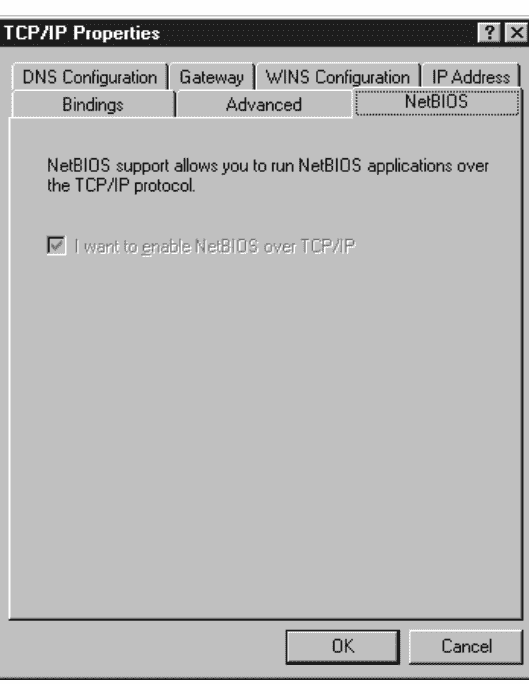 TCP/IP Properties
DNS Configuration Gateway WINS Configuration IP Address
Bindings Advanced NetBIOS
NetBIOS support allows you to run NetBIOS applications over
the TCP/IP protocol.
I want to enable NetBIOS over TCP/IP
OK Cancel